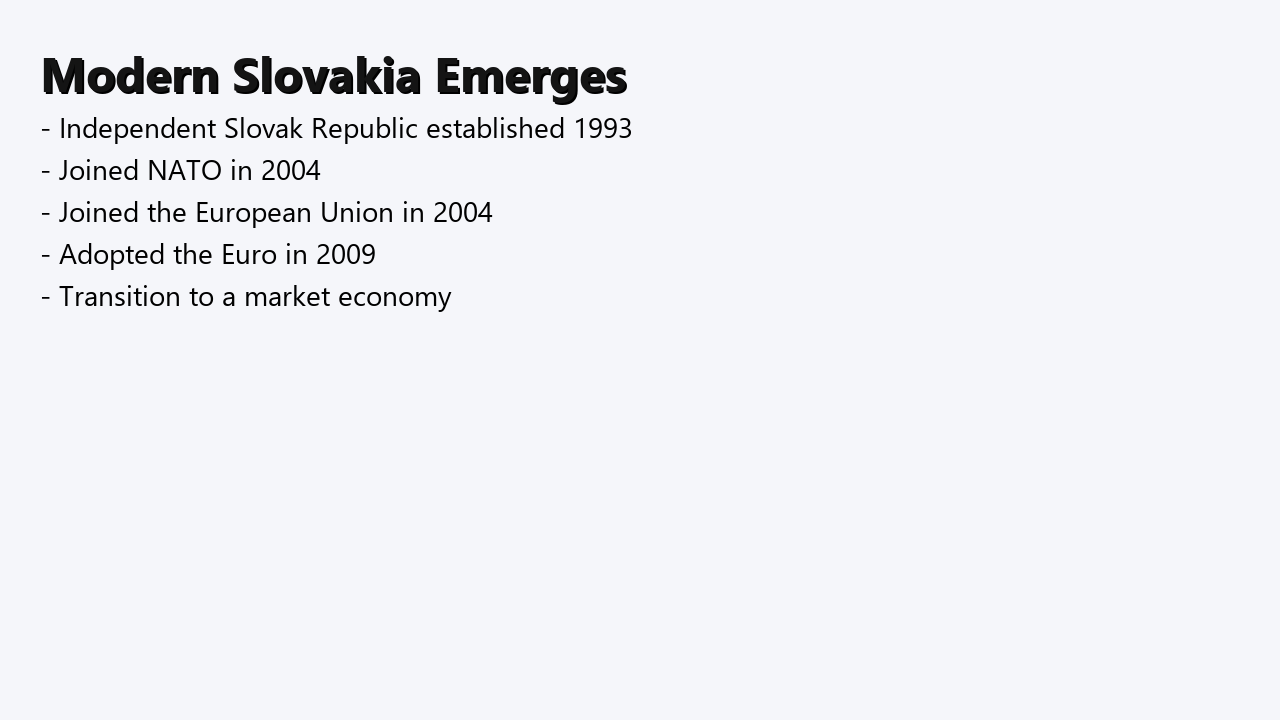 Modern Slovakia Emerges
- Independent Slovak Republic established 1993
- Joined NATO in 2004
- Joined the European Union in 2004
- Adopted the Euro in 2009
- Transition to a market economy